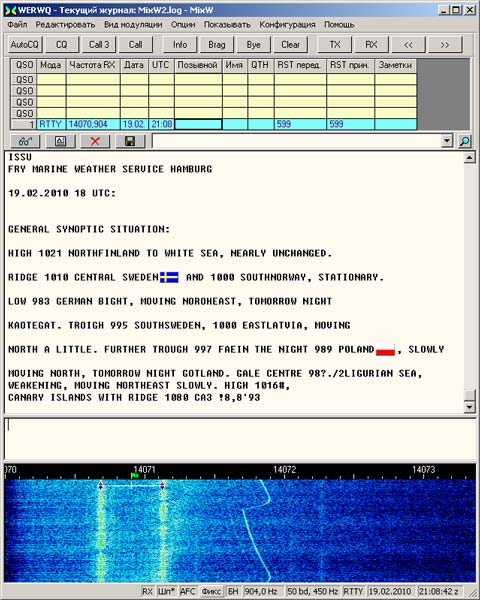 WERWQ - Текущий журнал: MixW2.log - MixW
Файл Редактировать Вид модуляции Опции Показывать Конфигурация Помощь
AutoCQ CQ Call 3 Call Info Brag Bye Clear TX RX << >>
QSO Мода Частота RX Дата UTC Позывной Имя QTH RST перед. RST прин. Заметки
QSO
QSO
QSO
QSO
1 RTTY 14070,904 19.02. 21:08 599 599
ISSU
FRY MARINE WEATHER SERVICE HAMBURG
19.02.2010 18 UTC:
GENERAL SYNOPTIC SITUATION:
HIGH 1021 NORTHFINLAND TO WHITE SEA, NEARLY UNCHANGED.
RIDGE 1010 CENTRAL SWEDEN AND 1000 SOUTHNORWAY, STATIONARY.
LOW 983 GERMAN BIGHT, MOVING NOROHEAST, TOMORROW NIGHT
KAOTEGAT. TROIGH 995 SOUTHSWEDEN, 1000 EASTLATVIA, MOVING
NORTH A LITTLE. FURTHER TROUGH 997 FAEIN THE NIGHT 989 POLAND , SLOWLY
MOVING NORTH, TOMORROW NIGHT GOTLAND. GALE CENTRE 98?./2LIGURIAN SEA,
WEAKENING, MOVING NORTHEAST SLOWLY. HIGH 1016#,
CANARY ISLANDS WITH RIDGE 1080 CA3 !8,8'93
070 14071 14072 14073
RX Шп* AFC Фикс БН 904,0 Hz 50 bd, 450 Hz RTTY 19.02.2010 21:08:42 z